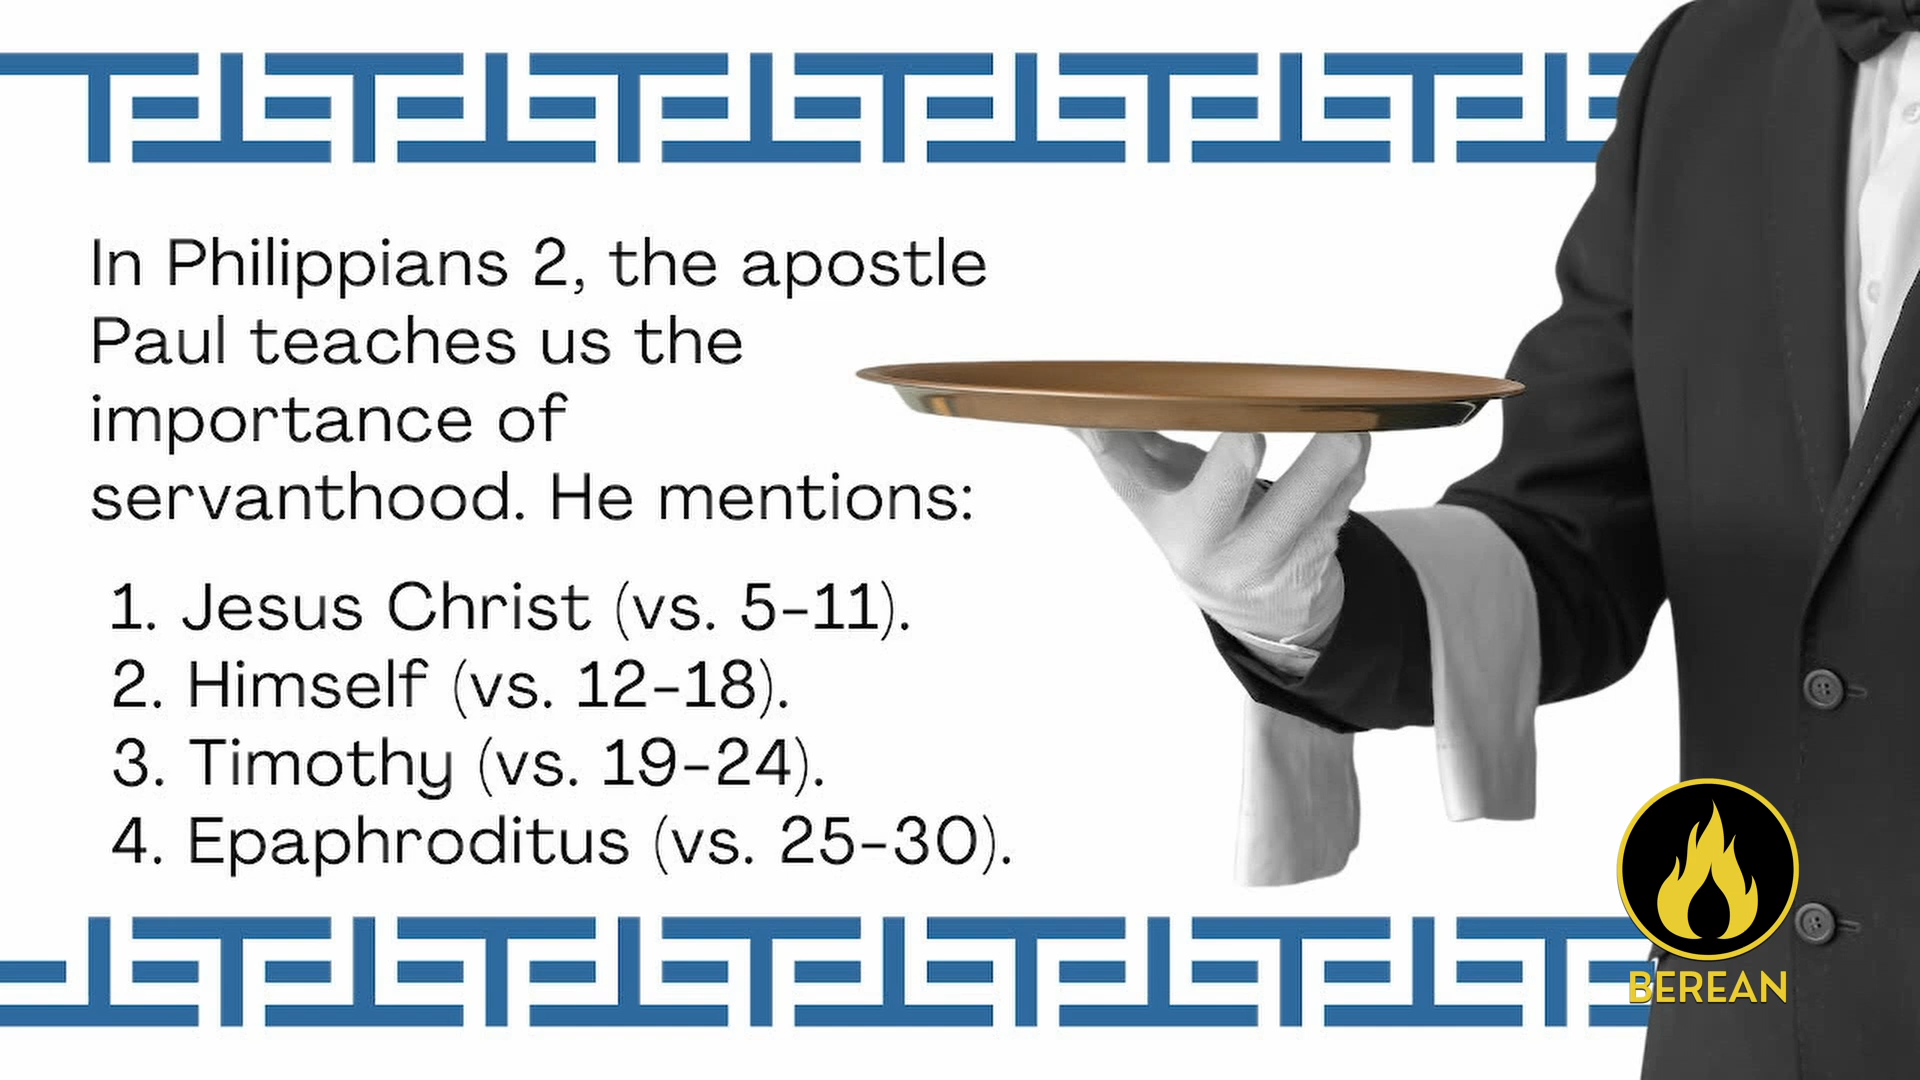 In Philippians 2, the apostle
Paul teaches us the
importance of
servanthood. He mentions:
1. Jesus Christ (vs. 5-11).
2. Himself (vs. 12-18).
3. Timothy (vs. 19-24).
4. Epaphroditus (vs. 25-30).
BEREAN